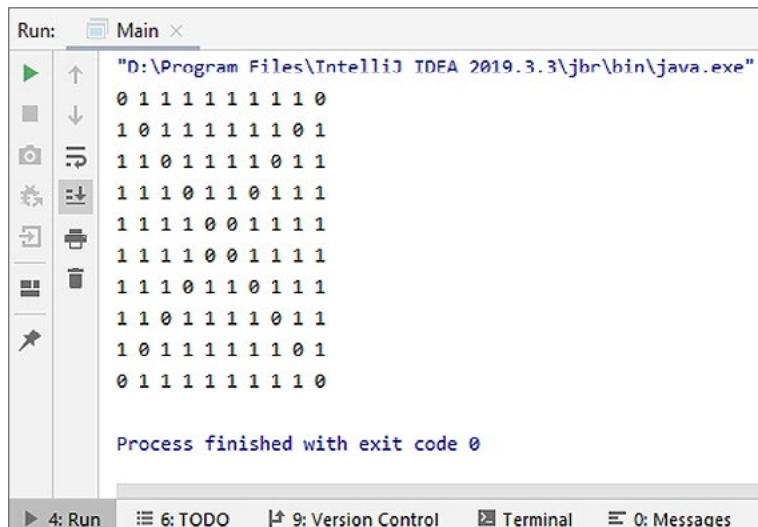 Run: Main
"D:\Program Files\IntelliJ IDEA 2019.3.3\jbr\bin\java.exe"
0 1 1 1 1 1 1 1 1 0
1 0 1 1 1 1 1 1 0 1
1 1 0 1 1 1 1 0 1 1
1 1 1 0 1 1 0 1 1 1
1 1 1 1 0 0 1 1 1 1
1 1 1 1 0 0 1 1 1 1
1 1 1 0 1 1 0 1 1 1
1 1 0 1 1 1 1 0 1 1
1 0 1 1 1 1 1 1 0 1
0 1 1 1 1 1 1 1 1 0
Process finished with exit code 0
4: Run 6: TODO 9: Version Control Terminal 0: Messages